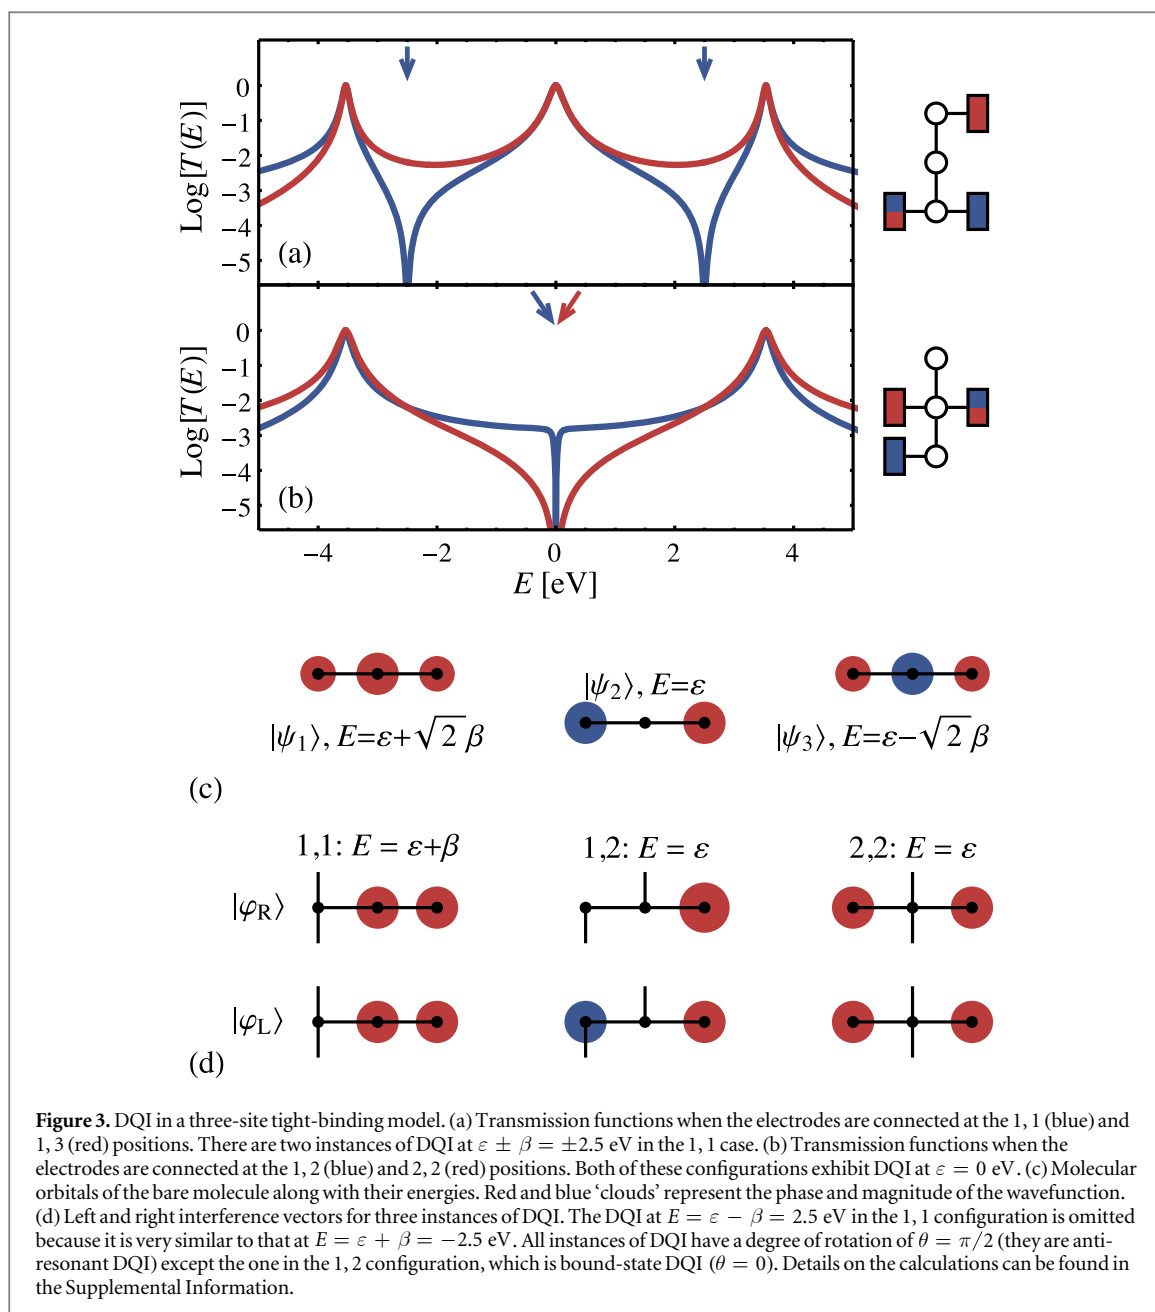 Log[T(E)]
0
−1
−2
−3
−4
−5
(a)
Log[T(E)]
0
−1
−2
−3
−4
−5
(b)
−4 −2 0 2 4
E [eV]
|ψ1⟩, E=ε+√2 β
|ψ2⟩, E=ε
|ψ3⟩, E=ε−√2 β
(c)
1,1: E = ε+β 1,2: E = ε 2,2: E = ε
|φR⟩
|φL⟩
(d)
Figure 3. DQI in a three-site tight-binding model. (a) Transmission functions when the electrodes are connected at the 1, 1 (blue) and
1, 3 (red) positions. There are two instances of DQI at ε ± β = ±2.5 eV in the 1, 1 case. (b) Transmission functions when the
electrodes are connected at the 1, 2 (blue) and 2, 2 (red) positions. Both of these configurations exhibit DQI at ε = 0 eV. (c) Molecular
orbitals of the bare molecule along with their energies. Red and blue ‘clouds’ represent the phase and magnitude of the wavefunction.
(d) Left and right interference vectors for three instances of DQI. The DQI at E = ε − β = 2.5 eV in the 1, 1 configuration is omitted
because it is very similar to that at E = ε + β = −2.5 eV. All instances of DQI have a degree of rotation of θ = π/2 (they are anti-
resonant DQI) except the one in the 1, 2 configuration, which is bound-state DQI (θ = 0). Details on the calculations can be found in
the Supplemental Information.